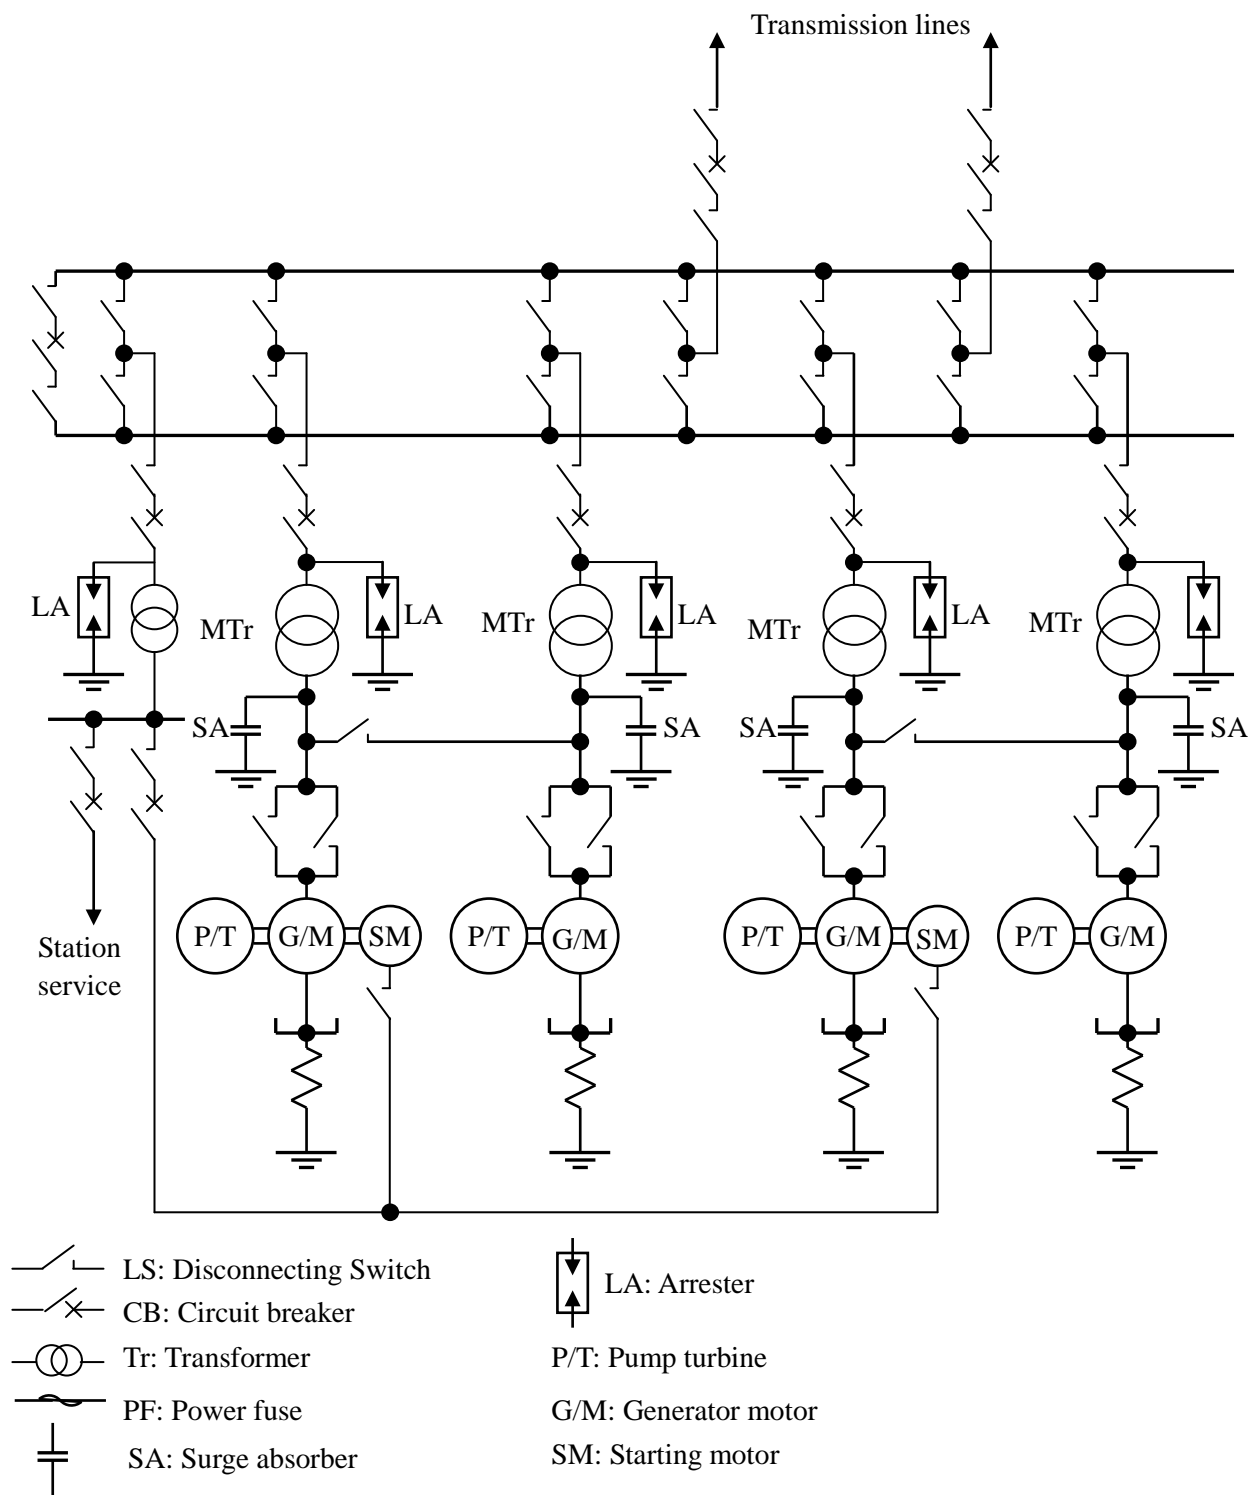 Transmission lines
LA
MTr
LA
MTr
LA
MTr
LA
MTr
SA
SA
SA
SA
P/T
G/M
SM
P/T
G/M
P/T
G/M
SM
P/T
G/M
Station
service
LS: Disconnecting Switch
CB: Circuit breaker
Tr: Transformer
PF: Power fuse
SA: Surge absorber
LA: Arrester
P/T: Pump turbine
G/M: Generator motor
SM: Starting motor